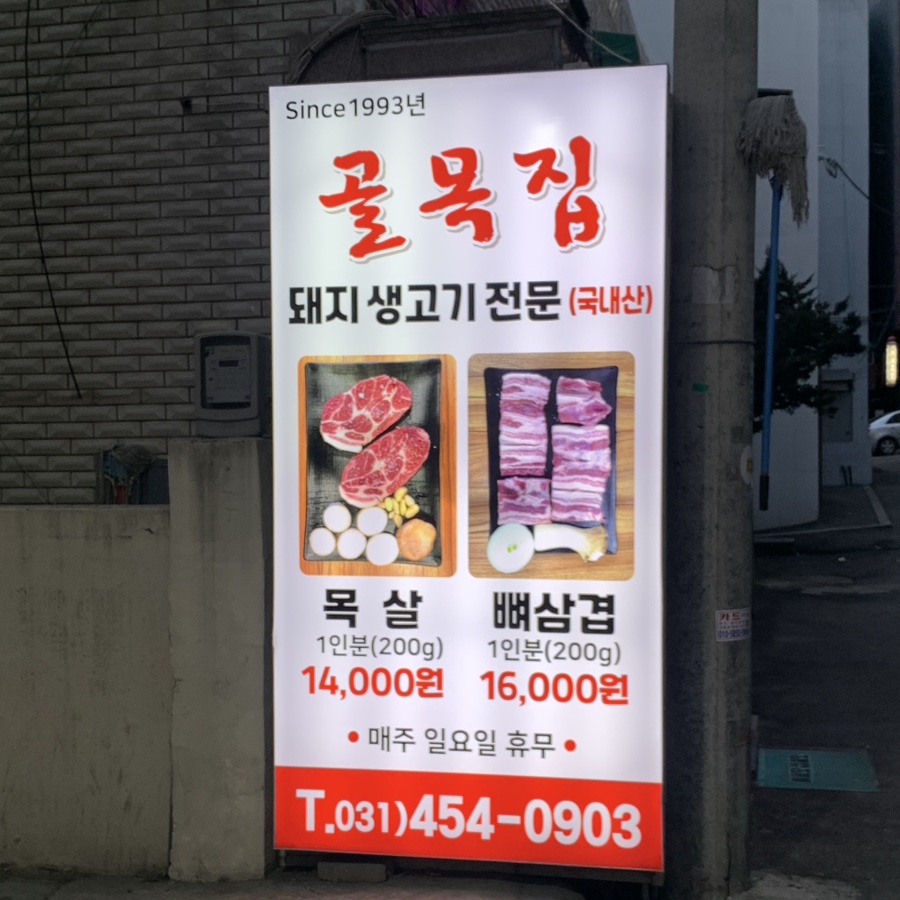 Since1993년
골목집
돼지 생고기 전문 (국내산)
목살 뼈삼겹
1인분(200g) 1인분(200g)
14,000원 16,000원
• 매주 일요일 휴무 •
T.031)454-0903
카드